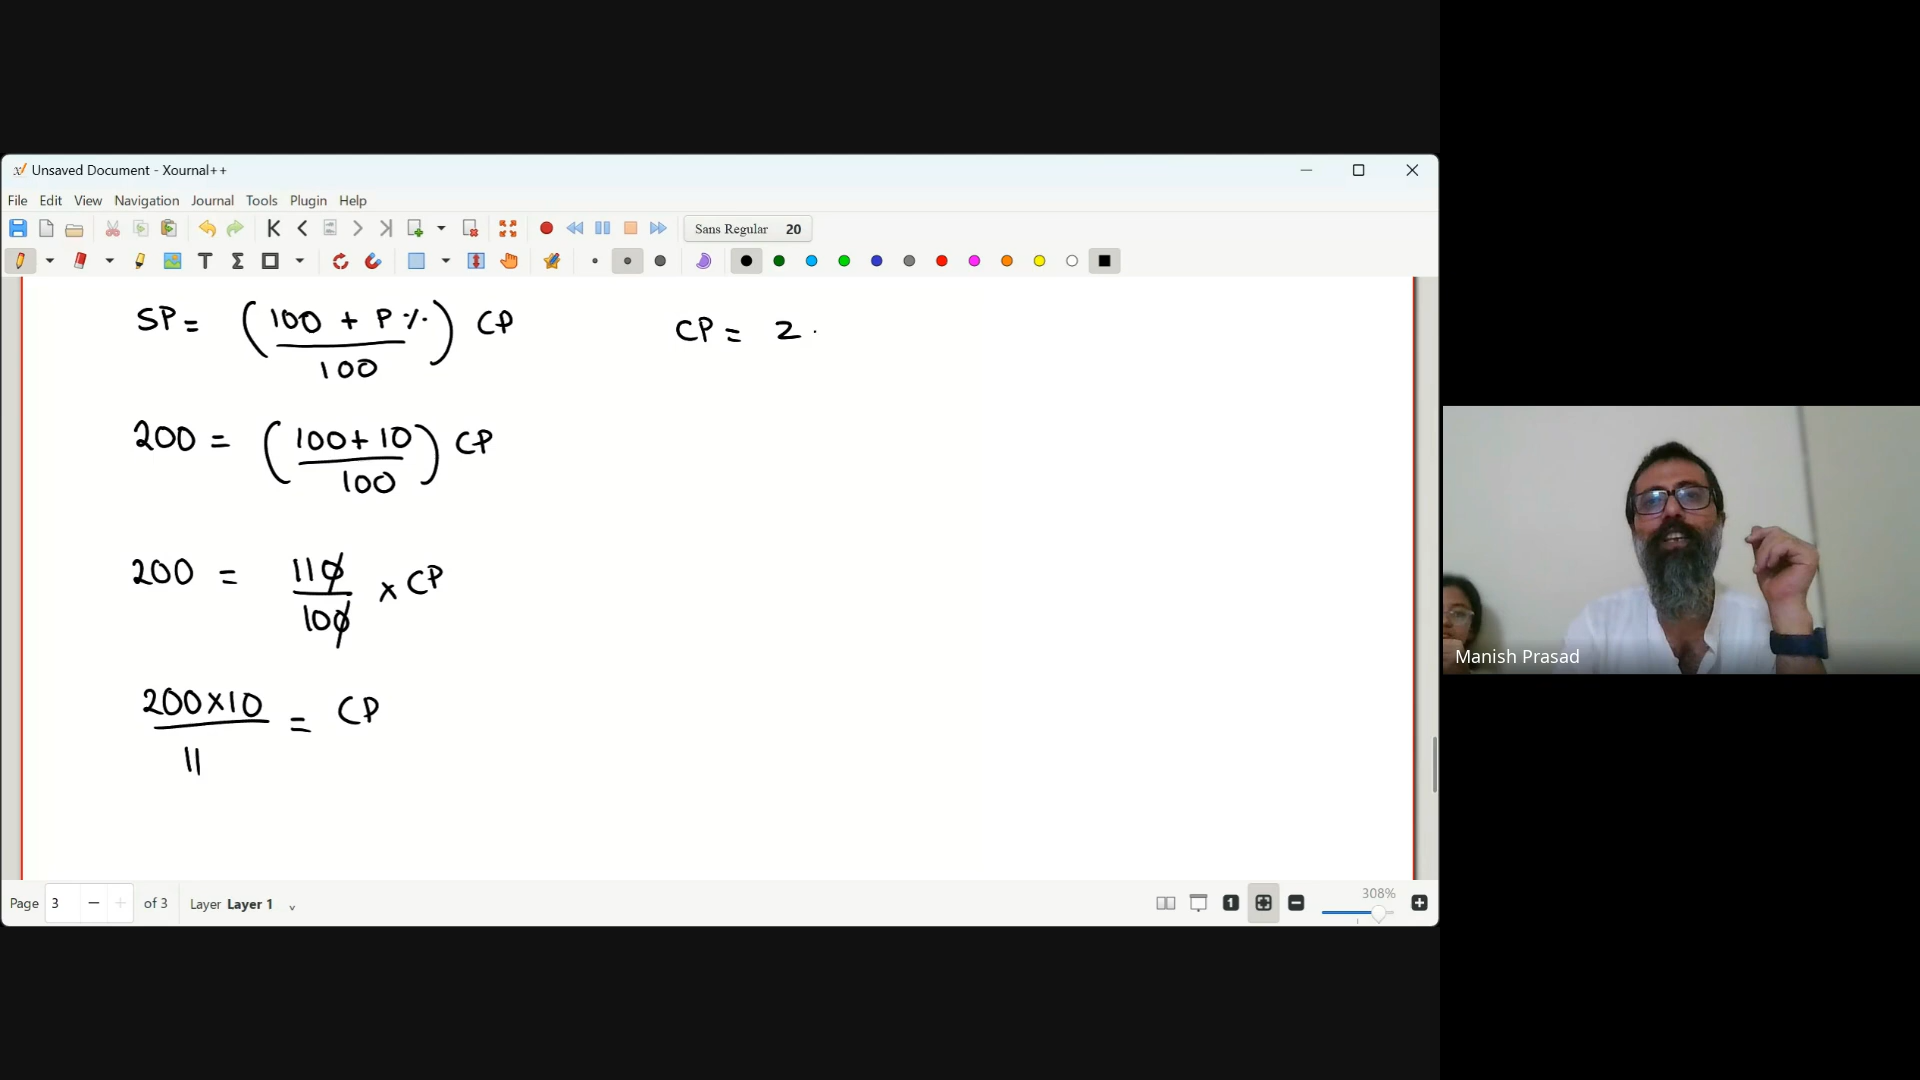 Unsaved Document - Xournal++
File Edit View Navigation Journal Tools Plugin Help
Sans Regular 20
SP = (100 + P% / 100) CP
200 = (100 + 10 / 100) CP
200 = 110 / 100 x CP
200 x 10 / 11 = CP
CP = 2 .
Manish Prasad
Page 3 of 3 Layer Layer 1
308%